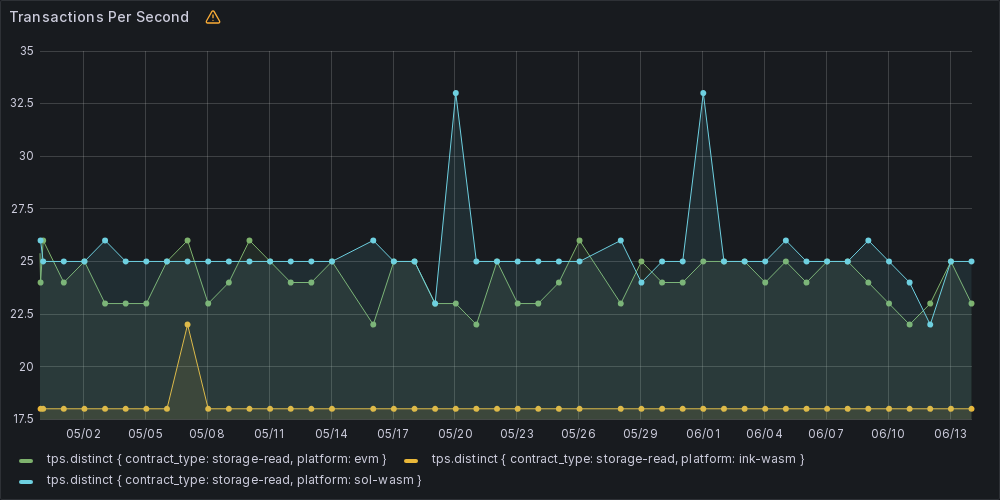 Transactions Per Second
35
32.5
30
27.5
25
22.5
20
17.5
05/02 05/05 05/08 05/11 05/14 05/17 05/20 05/23 05/26 05/29 06/01 06/04 06/07 06/10 06/13
tps.distinct { contract_type: storage-read, platform: evm } tps.distinct { contract_type: storage-read, platform: ink-wasm }
tps.distinct { contract_type: storage-read, platform: sol-wasm }